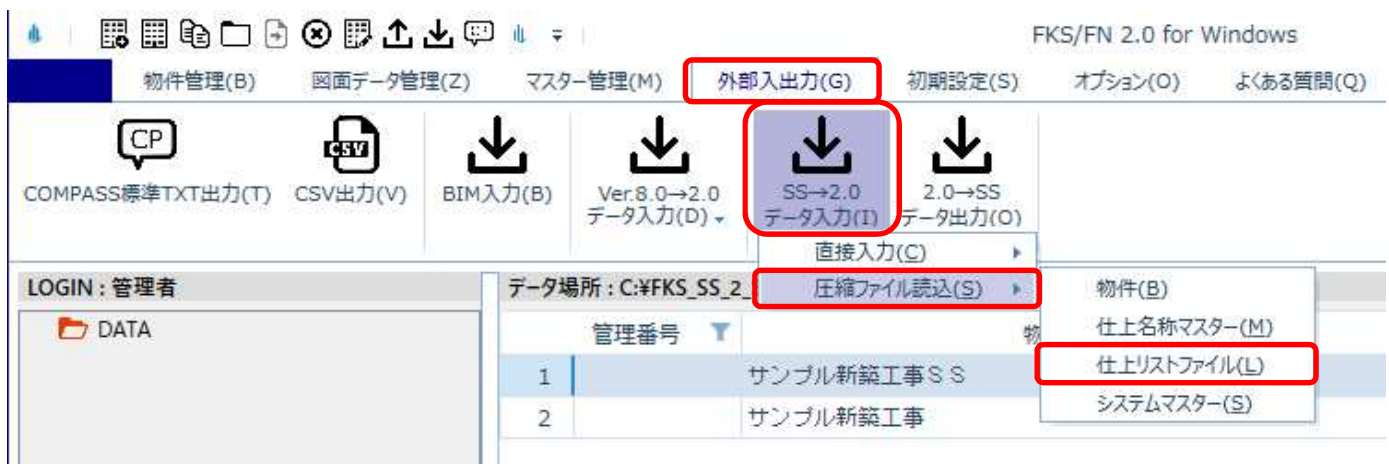 FKS/FN 2.0 for Windows
物件管理(B) 図面データ管理(Z) マスター管理(M) 外部入出力(G) 初期設定(S) オプション(O) よくある質問(Q)
CP
CSV
COMPASS標準TXT出力(T) CSV出力(V) BIM入力(B) Ver.8.0→2.0 SS→2.0 2.0→SS
データ入力(D) データ入力(I) データ出力(O)
直接入力(C)
LOGIN : 管理者 データ場所 : C:¥FKS_SS_2_ 圧縮ファイル読込(S) 物件(B)
DATA 管理番号 物 仕上名称マスター(M)
1 サンプル新築工事ＳＳ 仕上リストファイル(L)
システムマスター(S)
2 サンプル新築工事